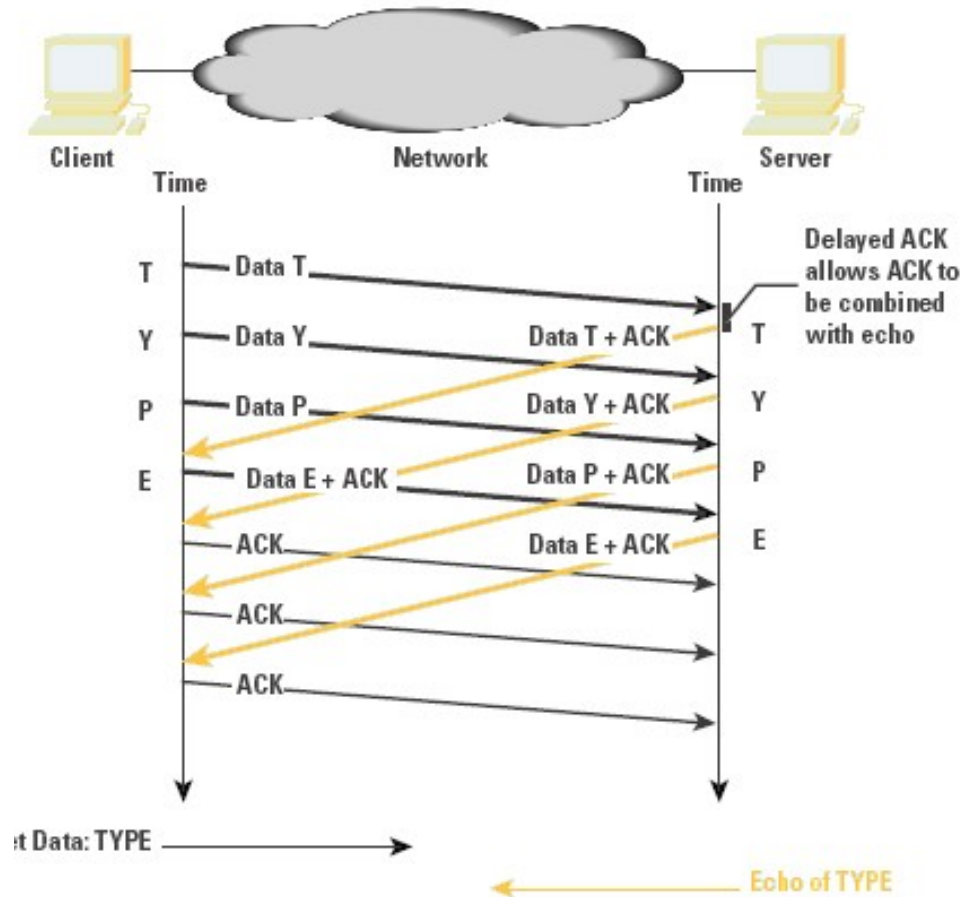 Client
Network
Server
Time
Time
Delayed ACK
allows ACK to
be combined
with echo
T
Data T
Data T + ACK
T
Y
Data Y
Data Y + ACK
Y
P
Data P
Data P + ACK
P
E
Data E + ACK
Data E + ACK
E
ACK
ACK
ACK
et Data: TYPE
Echo of TYPE